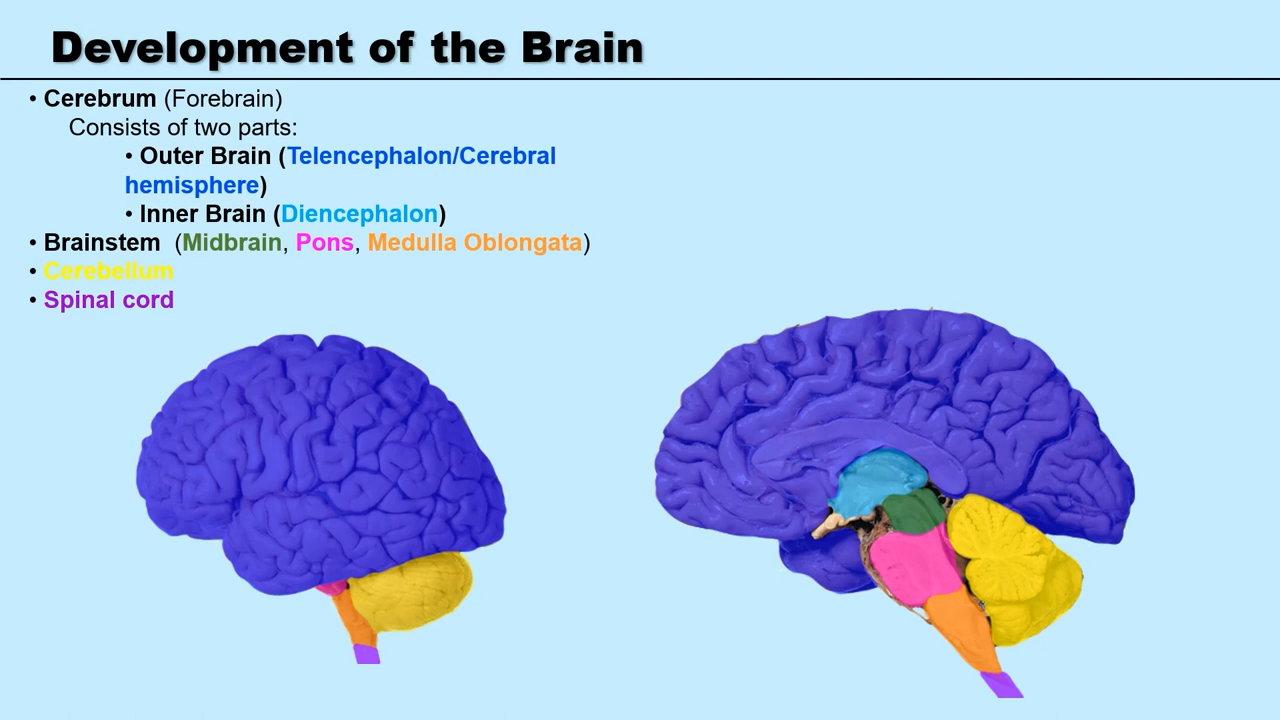 Development of the Brain
• Cerebrum (Forebrain)
Consists of two parts:
• Outer Brain (Telencephalon/Cerebral
hemisphere)
• Inner Brain (Diencephalon)
• Brainstem  (Midbrain, Pons, Medulla Oblongata)
• Cerebellum
• Spinal cord